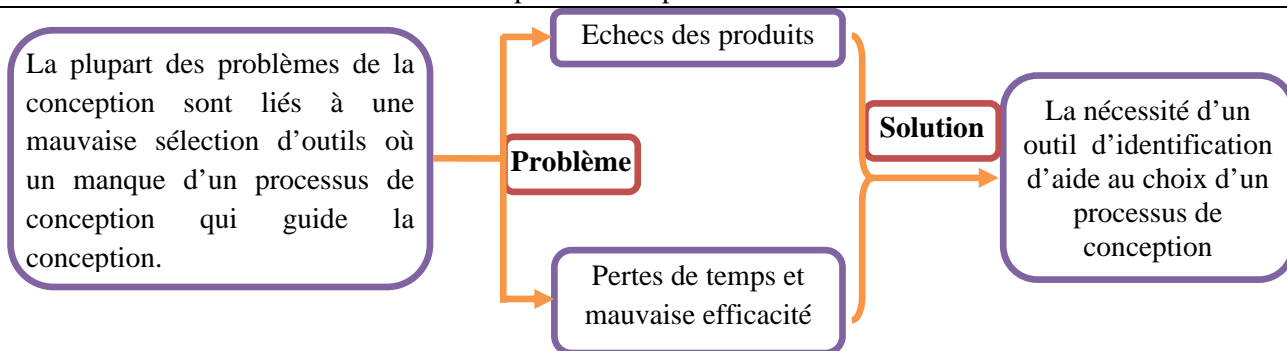 La plupart des problèmes de la
conception sont liés à une
mauvaise sélection d'outils où
un manque d'un processus de
conception qui guide la
conception.
Problème
Echecs des produits
Pertes de temps et
mauvaise efficacité
Solution
La nécessité d'un
outil d'identification
d'aide au choix d'un
processus de
conception